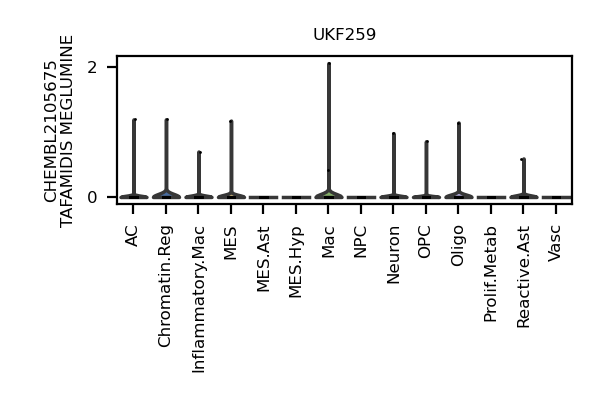 UKF259
CHEMBL2105675
TAFAMIDIS MEGLUMINE
2
0
AC
Chromatin.Reg
Inflammatory.Mac
MES
MES.Ast
MES.Hyp
Mac
NPC
Neuron
OPC
Oligo
Prolif.Metab
Reactive.Ast
Vasc